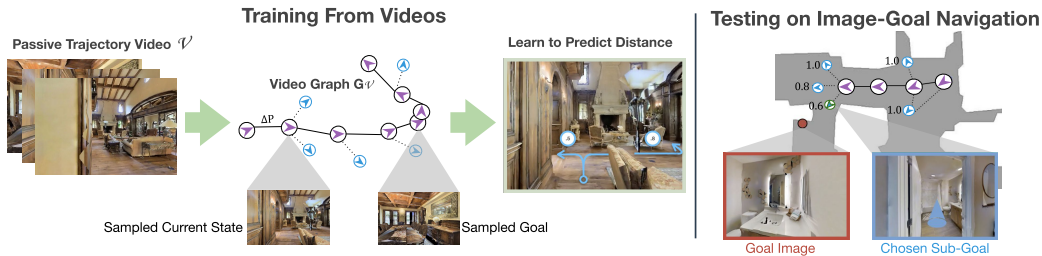 Training From Videos
Passive Trajectory Video 𝒱
Video Graph G𝒱
ΔP
Sampled Current State
Sampled Goal
Learn to Predict Distance
Testing on Image-Goal Navigation
1.0
0.8
0.6
1.0
1.0
Goal Image
Chosen Sub-Goal